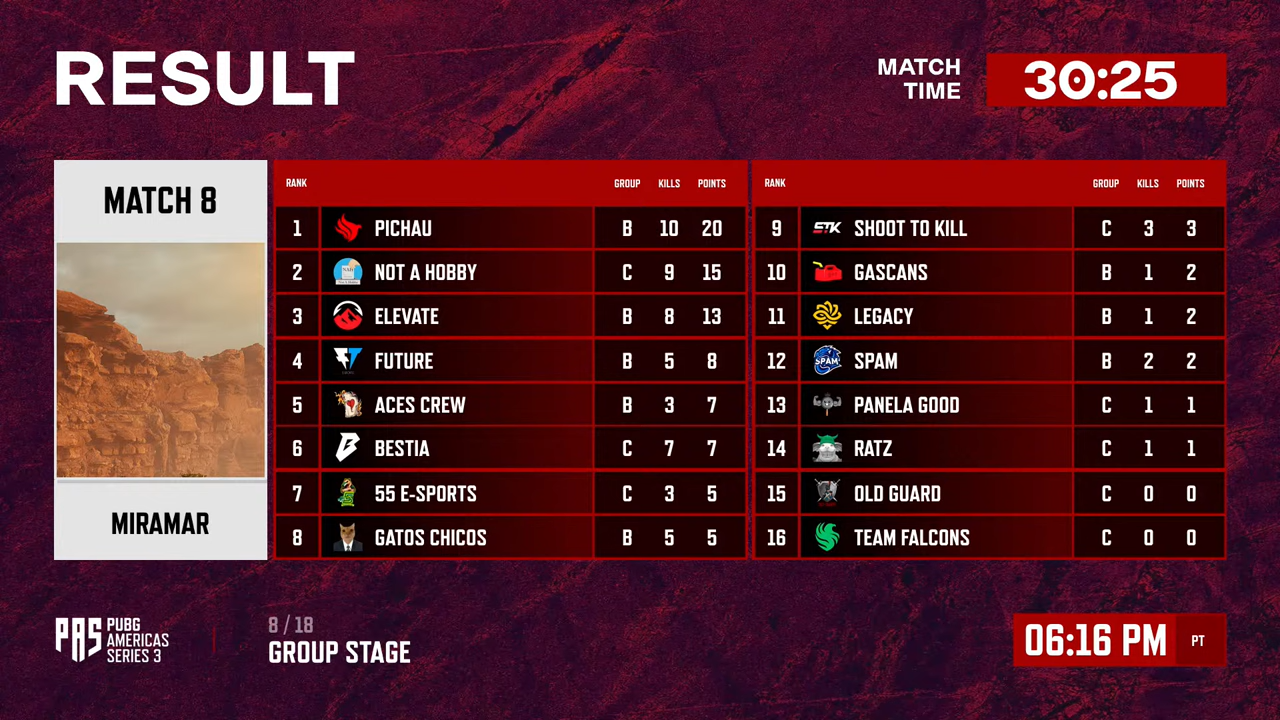 RESULT
MATCH TIME
30:25
MATCH 8
MIRAMAR
RANK GROUP KILLS POINTS
1 PICHAU B 10 20
2 NOT A HOBBY C 9 15
3 ELEVATE B 8 13
4 FUTURE B 5 8
5 ACES CREW B 3 7
6 BESTIA C 7 7
7 55 E-SPORTS C 3 5
8 GATOS CHICOS B 5 5
RANK GROUP KILLS POINTS
9 STK SHOOT TO KILL C 3 3
10 GASCANS B 1 2
11 LEGACY B 1 2
12 SPAM SPAM B 2 2
13 PANELA GOOD C 1 1
14 RATZ C 1 1
15 OLD GUARD C 0 0
16 TEAM FALCONS C 0 0
PAS PUBG
AMERICAS
SERIES 3
8 / 18
GROUP STAGE
06:16 PM PT